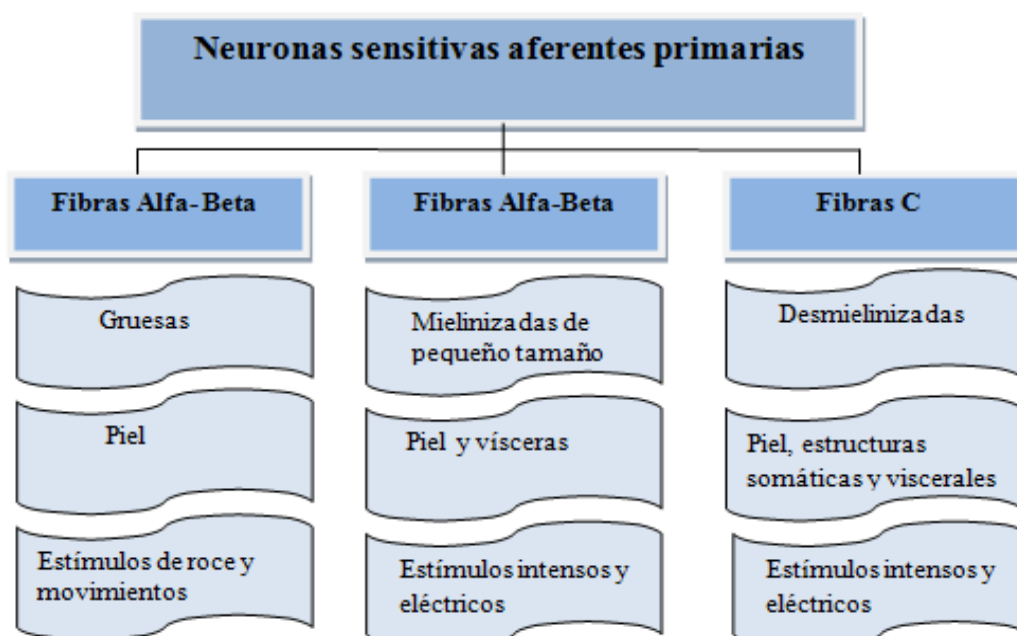 Neuronas sensitivas aferentes primarias
Fibras Alfa-Beta
Gruesas
Piel
Estímulos de roce y
movimientos
Fibras Alfa-Beta
Mielinizadas de
pequeño tamaño
Piel y vísceras
Estímulos intensos y
eléctricos
Fibras C
Desmielinizadas
Piel, estructuras
somáticas y viscerales
Estímulos intensos y
eléctricos